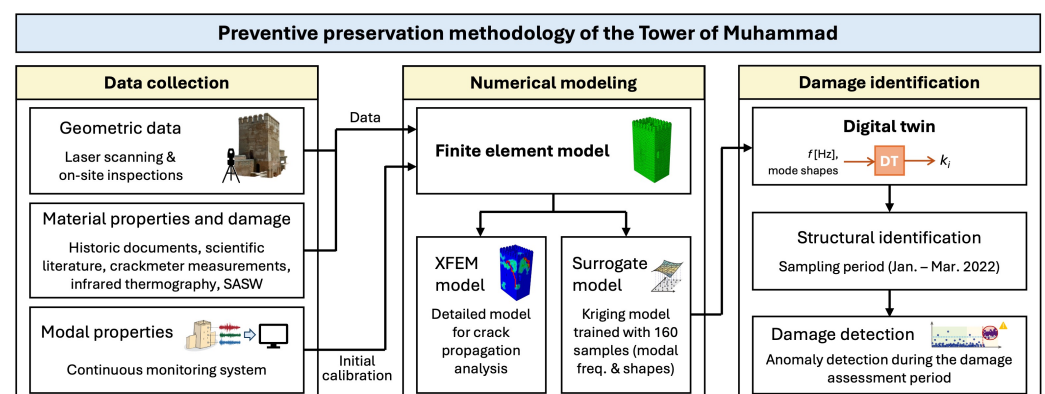 Preventive preservation methodology of the Tower of Muhammad
Data collection
Geometric data
Laser scanning &
on-site inspections
Material properties and damage
Historic documents, scientific
literature, crackmeter measurements,
infrared thermography, SASW
Modal properties
Continuous monitoring system
Data
Initial
calibration
Numerical modeling
Finite element model
XFEM
model
Detailed model
for crack
propagation
analysis
Surrogate
model
Kriging model
trained with 160
samples (modal
freq. & shapes)
Damage identification
Digital twin
f [Hz],
mode shapes
DT
kᵢ
Structural identification
Sampling period (Jan. – Mar. 2022)
Damage detection
Anomaly detection during the damage
assessment period